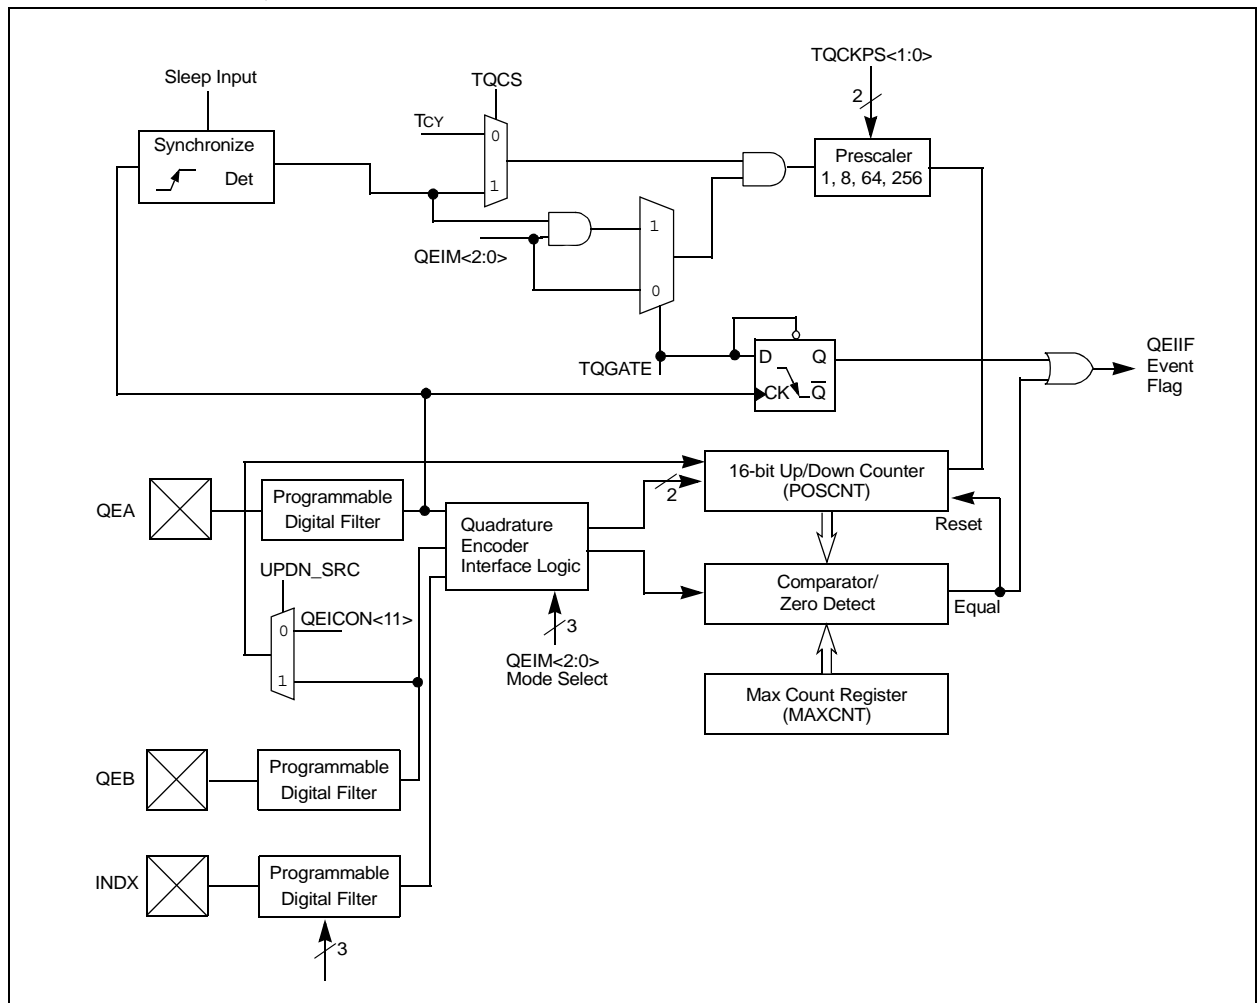 TQCKPS<1:0>
Sleep Input
TQCS
2
TCY
0
Synchronize
Det
1
Prescaler
1, 8, 64, 256
1
QEIM<2:0>
0
D Q
TQGATE
CK Q
QEIIF
Event
Flag
16-bit Up/Down Counter
(POSCNT)
2
Reset
QEA
Programmable
Digital Filter
Quadrature
Encoder
Interface Logic
UPDN_SRC
Comparator/
Zero Detect
Equal
0
QEICON<11>
3
1
QEIM<2:0>
Mode Select
Max Count Register
(MAXCNT)
QEB
Programmable
Digital Filter
INDX
Programmable
Digital Filter
3